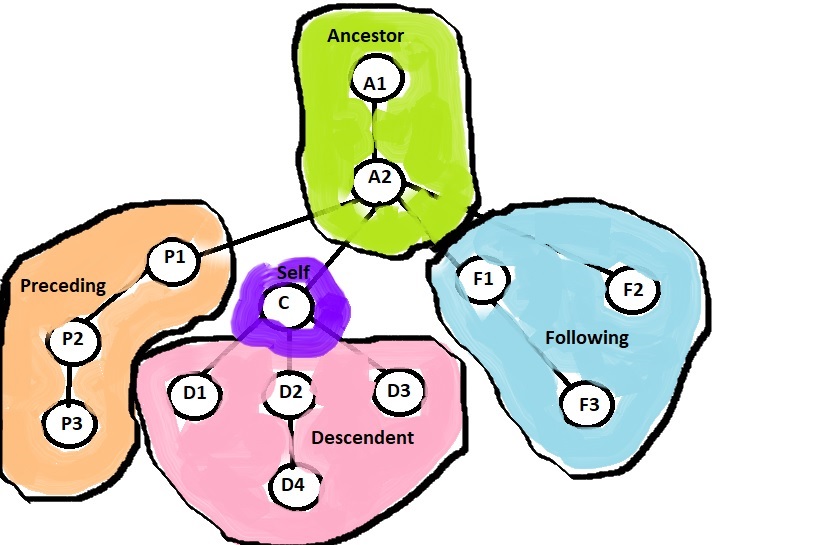 Ancestor
A1
A2
P1
Preceding
P2
P3
Self
C
D1
D2
D3
Descendent
D4
F1
F2
Following
F3